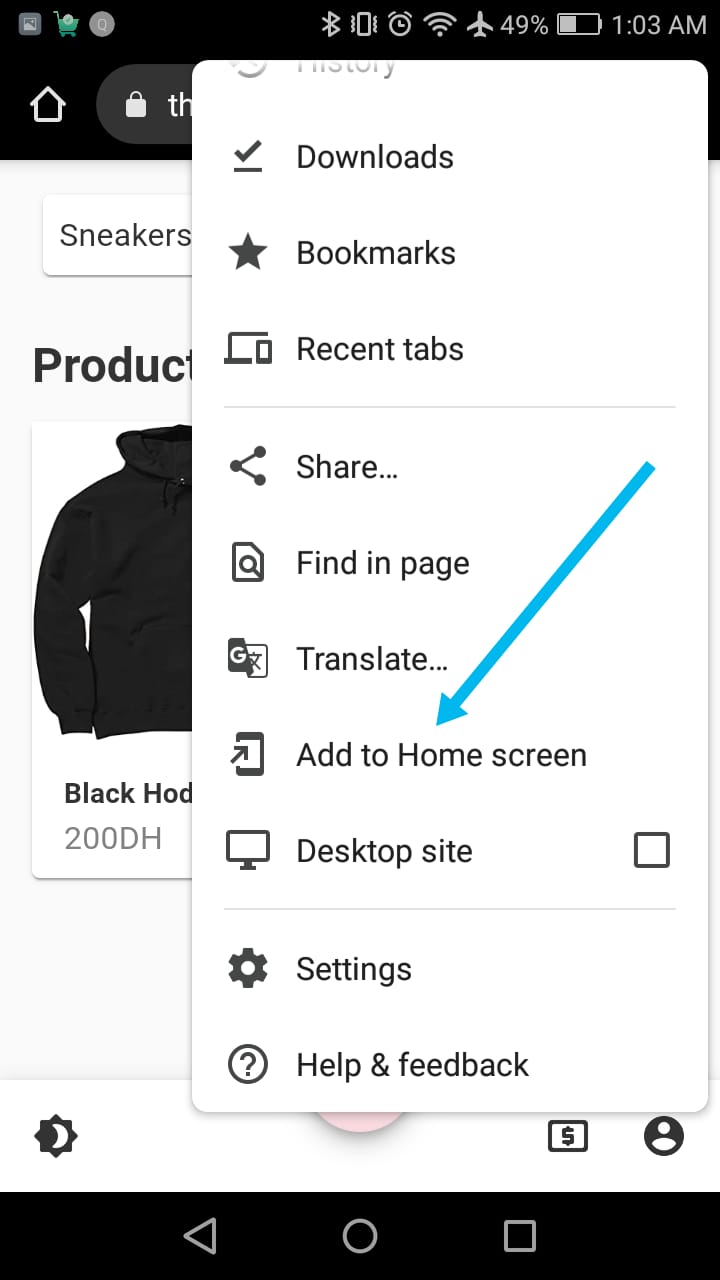 49% 1:03 AM
th
History
Downloads
Sneakers
Bookmarks
Product
Recent tabs
Share...
Find in page
Translate...
Add to Home screen
Black Hod
200DH
Desktop site
Settings
Help & feedback